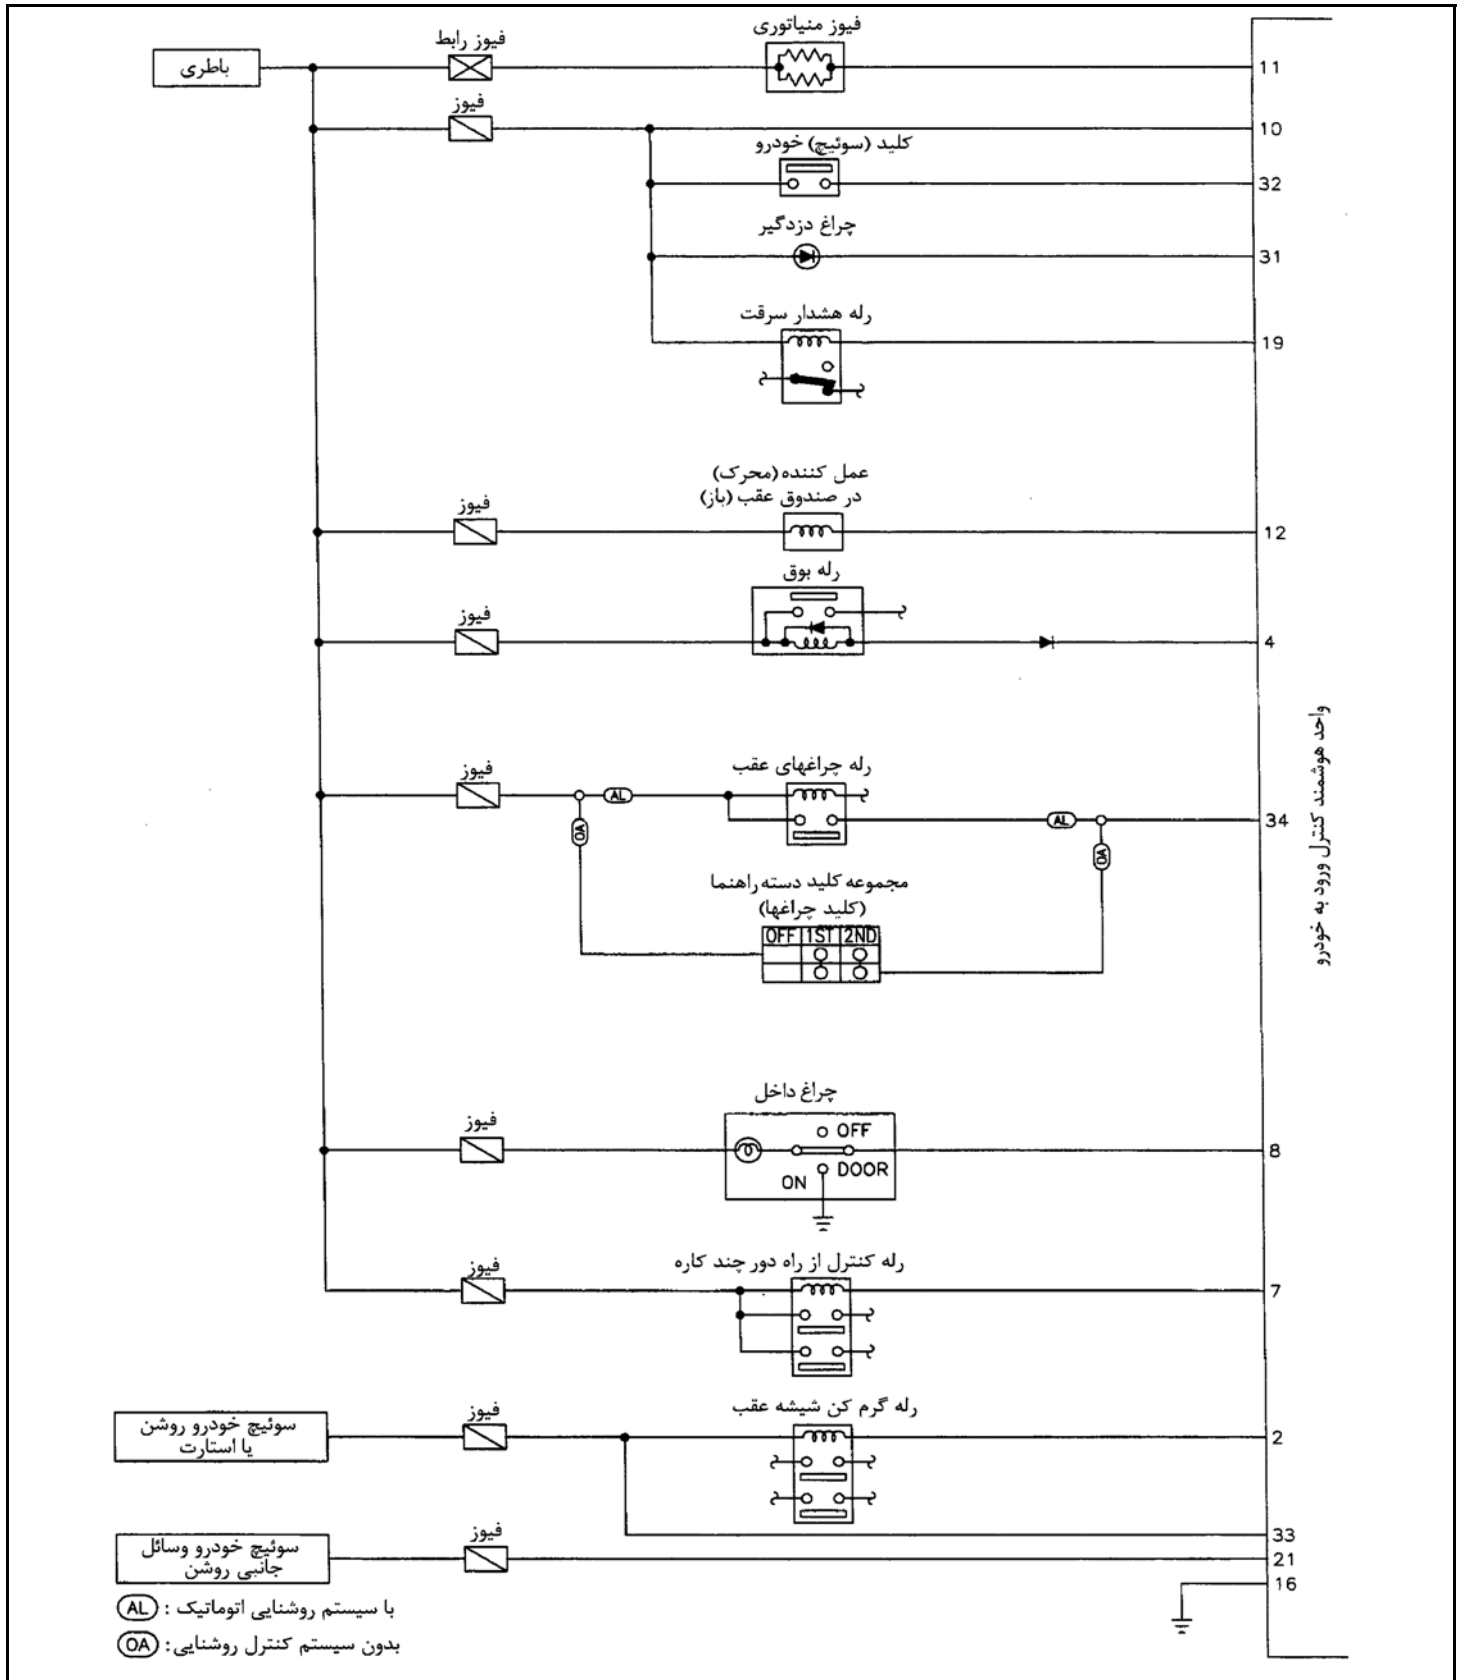 فیوز منیاتوری
فیوز رابط
باطری
11
فیوز
10
کلید (سوئیچ) خودرو
32
چراغ دزدگیر
31
رله هشدار سرقت
19
عمل کننده (محرک)
در صندوق عقب (باز)
فیوز
12
رله بوق
فیوز
4
واحد هوشمند کنترل ورود به خودرو
رله چراغهای عقب
فیوز
AL
AL
34
OA
OA
مجموعه کلید دسته راهنما
(کلید چراغها)
OFF 1ST 2ND
چراغ داخل
فیوز
OFF
8
DOOR
ON
رله کنترل از راه دور چند کاره
فیوز
7
رله گرم کن شیشه عقب
فیوز
سوئیچ خودرو روشن
یا استارت
2
33
فیوز
سوئیچ خودرو وسائل
جانبی روشن
21
16
با سیستم روشنایی اتوماتیک : AL
بدون سیستم کنترل روشنایی: OA